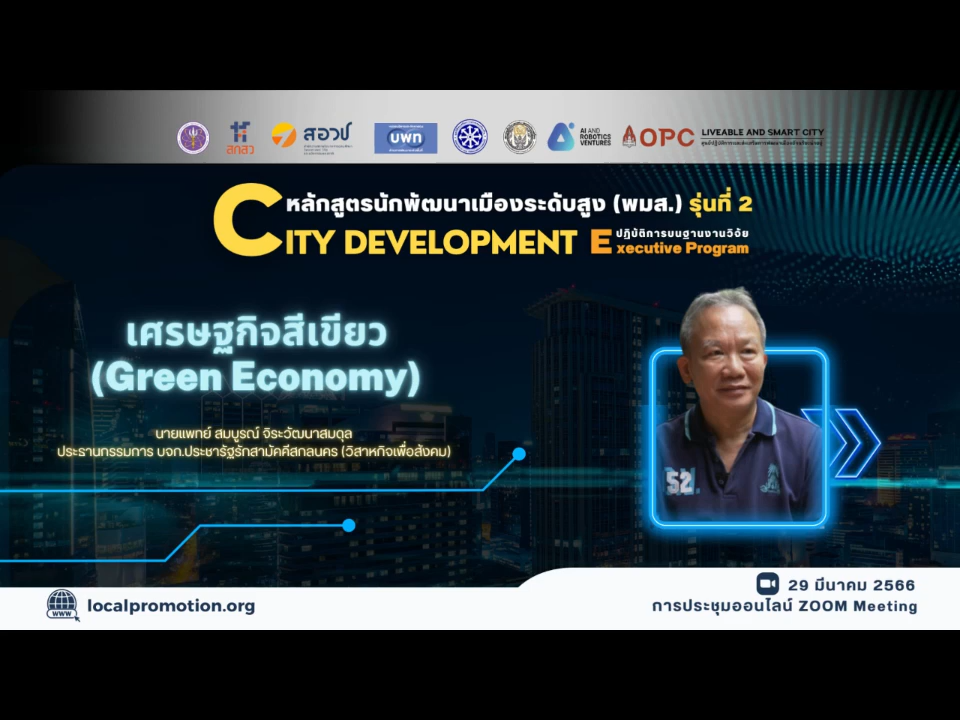 สกสว
สอวช
บพท
AI AND
ROBOTICS
VENTURES
OPC LIVEABLE AND SMART CITY
หลักสูตรนักพัฒนาเมืองระดับสูง (พมส.) รุ่นที่ 2
CITY DEVELOPMENT Executive Program
ปฏิบัติการบนฐานงานวิจัย
เศรษฐกิจสีเขียว
(Green Economy)
นายแพทย์ สมบูรณ์ จิระวัฒนาสมดุล
ประธานกรรมการ บจก.ประชารัฐรักสามัคคีสกลนคร (วิสาหกิจเพื่อสังคม)
รบ.
WWW
localpromotion.org
29 มีนาคม 2566
การประชุมออนไลน์ ZOOM Meeting